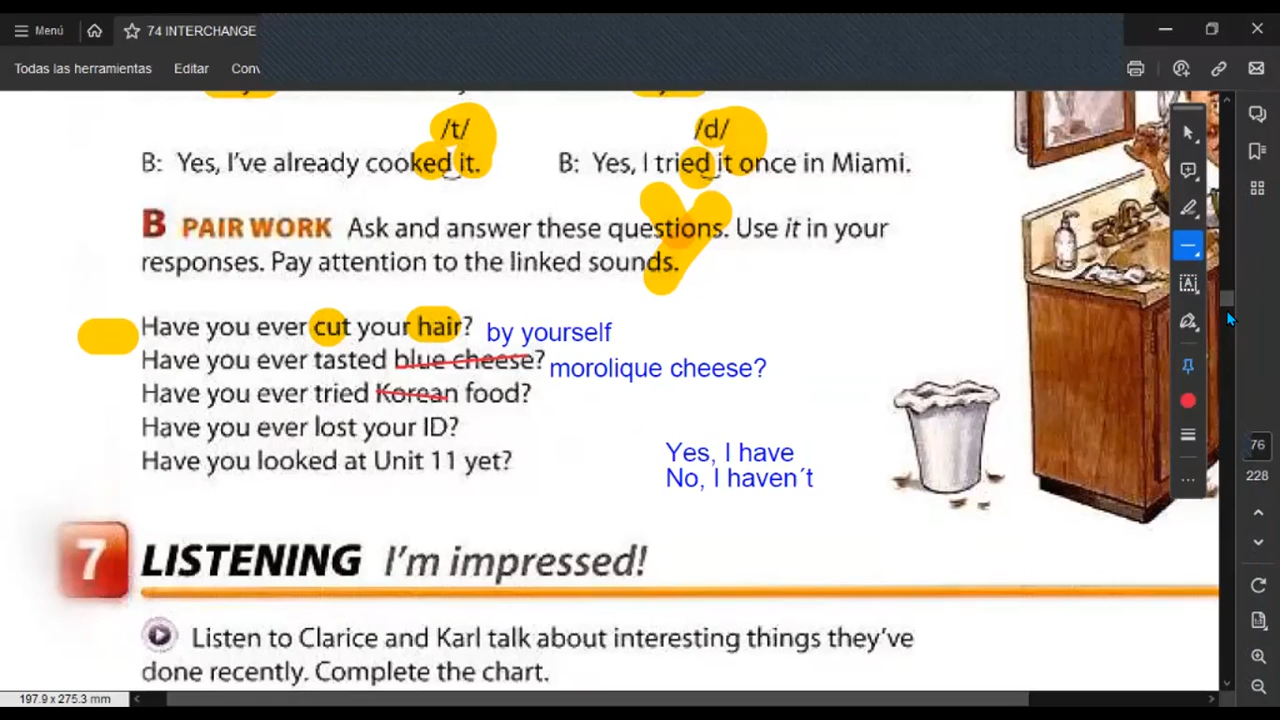 Menú
74 INTERCHANGE
Todas las herramientas Editar Conv
/t/ /d/
B: Yes, I've already cooked it. B: Yes, I tried it once in Miami.
B PAIR WORK Ask and answer these questions. Use it in your
responses. Pay attention to the linked sounds.
Have you ever cut your hair? by yourself
Have you ever tasted blue cheese? morolique cheese?
Have you ever tried Korean food?
Have you ever lost your ID?
Have you looked at Unit 11 yet?
Yes, I have
No, I haven´t
76
228
7 LISTENING I'm impressed!
Listen to Clarice and Karl talk about interesting things they've
done recently. Complete the chart.
197.9 x 275.3 mm